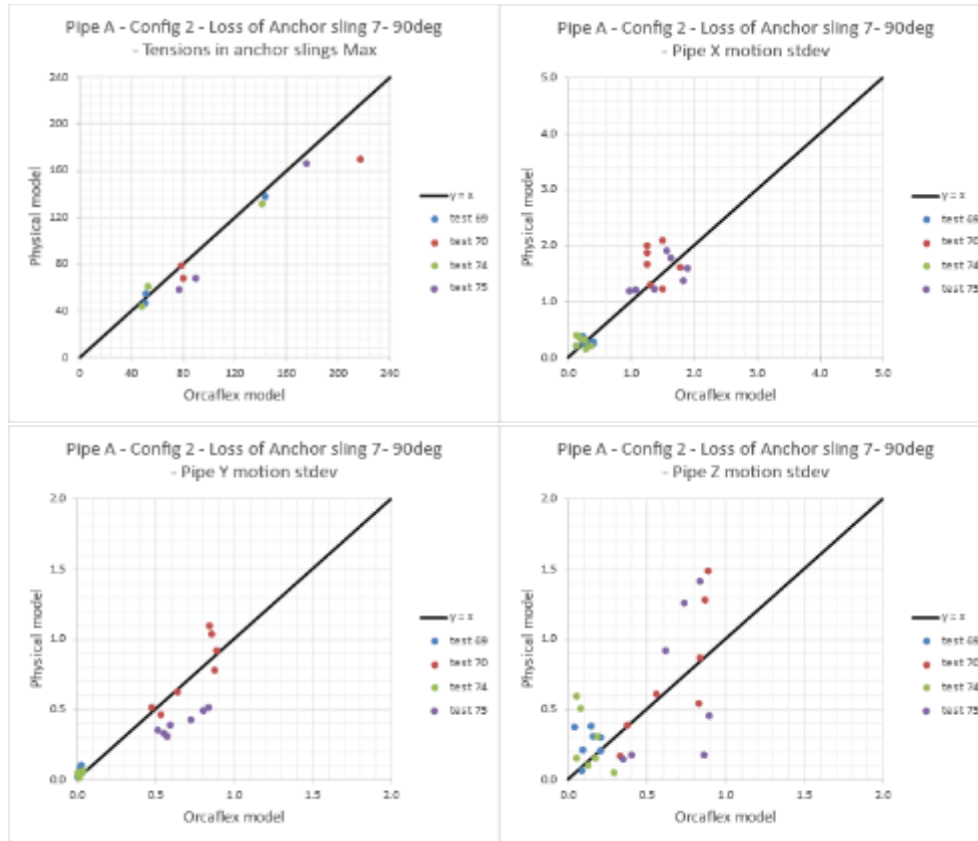 Pipe A - Config 2 - Loss of Anchor sling 7- 90deg
- Tensions in anchor slings Max
240
200
160
120
80
40
0
0 40 80 120 160 200 240
Physical model
Orcaflex model
y = x
test 69
test 70
test 74
test 75
Pipe A - Config 2 - Loss of Anchor sling 7- 90deg
- Pipe X motion stdev
5.0
4.0
3.0
2.0
1.0
0.0
0.0 1.0 2.0 3.0 4.0 5.0
Physical model
Orcaflex model
y = x
test 69
test 70
test 74
test 75
Pipe A - Config 2 - Loss of Anchor sling 7- 90deg
- Pipe Y motion stdev
2.0
1.5
1.0
0.5
0.0
0.0 0.5 1.0 1.5 2.0
Physical model
Orcaflex model
y = x
test 69
test 70
test 74
test 75
Pipe A - Config 2 - Loss of Anchor sling 7- 90deg
- Pipe Z motion stdev
2.0
1.5
1.0
0.5
0.0
0.0 0.5 1.0 1.5 2.0
Physical model
Orcaflex model
y = x
test 69
test 70
test 74
test 75